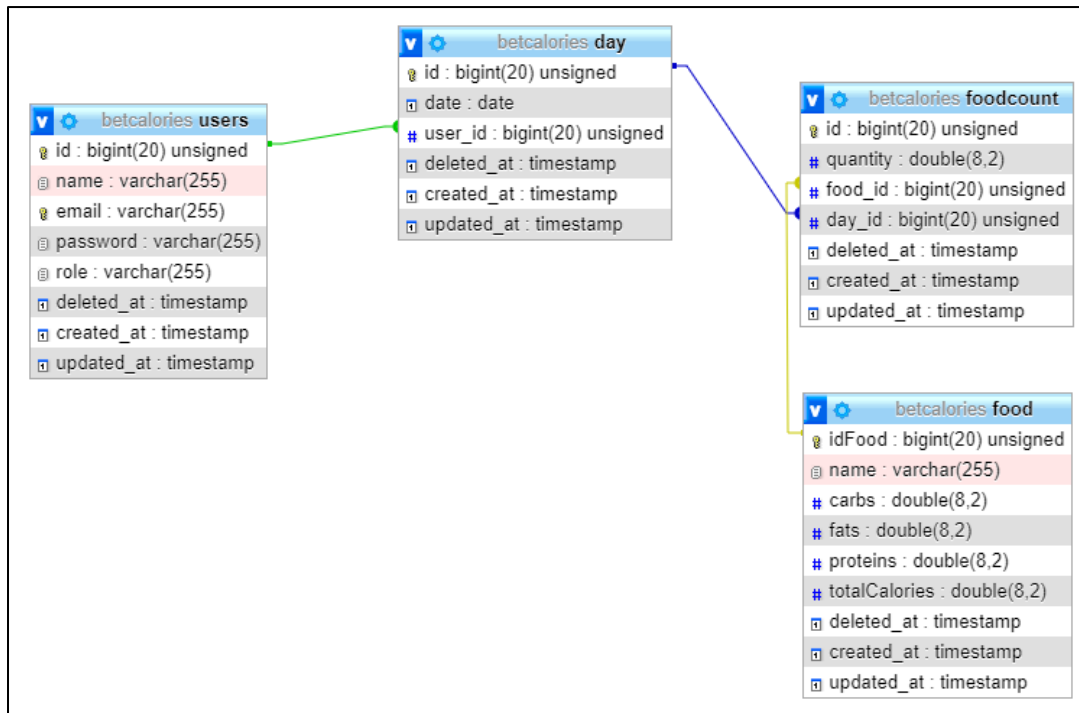 betcalories users
id : bigint(20) unsigned
name : varchar(255)
email : varchar(255)
password : varchar(255)
role : varchar(255)
deleted_at : timestamp
created_at : timestamp
updated_at : timestamp
betcalories day
id : bigint(20) unsigned
date : date
user_id : bigint(20) unsigned
deleted_at : timestamp
created_at : timestamp
updated_at : timestamp
betcalories foodcount
id : bigint(20) unsigned
quantity : double(8,2)
food_id : bigint(20) unsigned
day_id : bigint(20) unsigned
deleted_at : timestamp
created_at : timestamp
updated_at : timestamp
betcalories food
idFood : bigint(20) unsigned
name : varchar(255)
carbs : double(8,2)
fats : double(8,2)
proteins : double(8,2)
totalCalories : double(8,2)
deleted_at : timestamp
created_at : timestamp
updated_at : timestamp